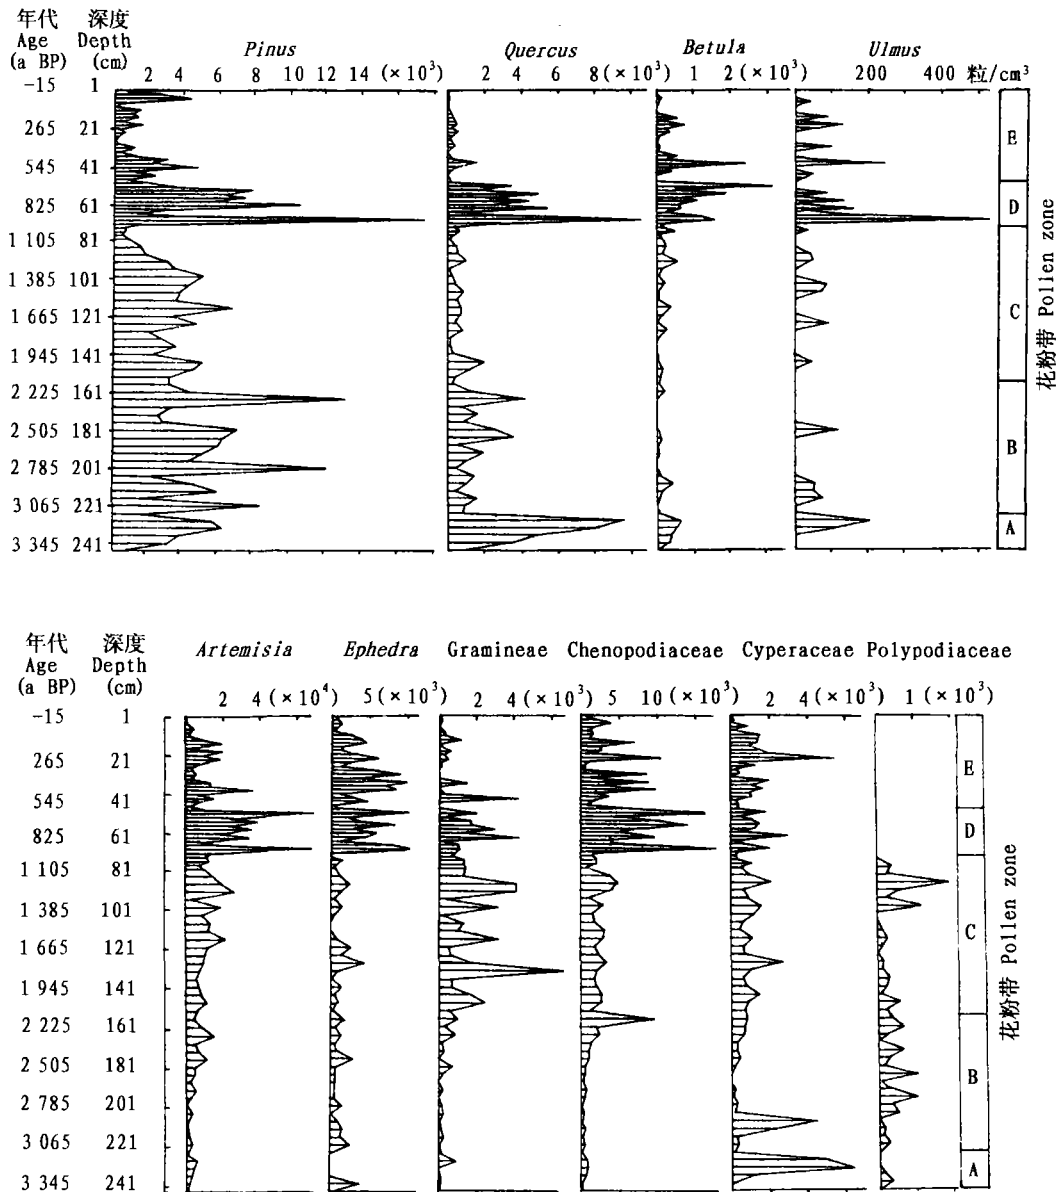 年代 深度
Age Depth Pinus Quercus Betula Ulmus
(a BP) (cm) 2 4 6 8 10 12 14 (×10³) 2 4 6 8 (×10³) 1 2 (×10³) 200 400 粒/cm³
-15 1
265 21
545 41 E
825 61 D
1 105 81
1 385 101
1 665 121 C
1 945 141
2 225 161
2 505 181
2 785 201 B
3 065 221
3 345 241 A
花粉带 Pollen zone
年代 深度 Artemisia Ephedra Gramineae Chenopodiaceae Cyperaceae Polypodiaceae
Age Depth
(a BP) (cm) 2 4 (×10⁴) 5 (×10³) 2 4 (×10³) 5 10 (×10³) 2 4 (×10³) 1 (×10³)
-15 1
265 21 E
545 41
825 61 D
1 105 81
1 385 101
1 665 121 C
1 945 141
2 225 161
2 505 181 B
2 785 201
3 065 221
3 345 241 A
花粉带 Pollen zone